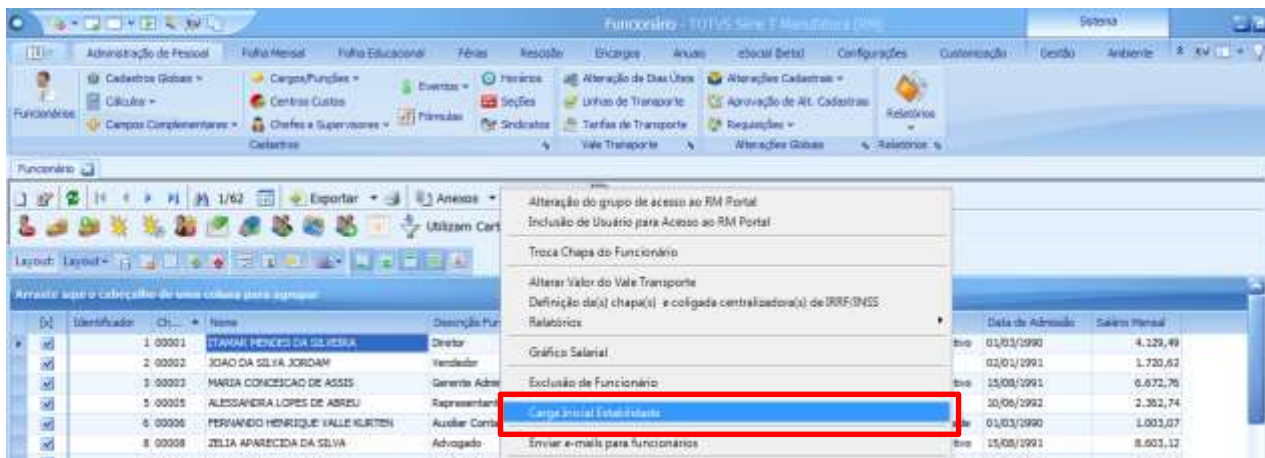 Funcionário - TOTVS Série T Manufatura
Sistema
Administração de Pessoal Folha Mensal Folha Educacional Férias Rescisão Encargos Anuais eSocial (beta) Configurações Customização Gestão Ambiente
Cadastros Globais Cargos/Funções Eventos Horários Alteração de Dias Úteis Alterações Cadastrais
Funcionários Cálculos Centros Custos Fórmulas Seções Linhas de Transporte Aprovação de Alt. Cadastrais Relatórios
Campos Complementares Chefes e Supervisores Sindicatos Tarifas de Transporte Requisições
Cadastros Vale Transporte Alterações Globais Relatórios
Funcionário
1/62 Exportar Anexos
Utilizam Cart
Layout: Layout
Arraste aqui o cabeçalho de uma coluna para agrupar
[x] Identificador Ch... Nome Descrição Fun Data de Admissão Salário Mensal
1 00001 ITAMAR MENDES DA SILVEIRA Diretor tivo 01/03/1990 4.129,49
2 00002 JOAO DA SILVA JORDAM Vendedor 02/01/1991 1.720,62
3 00003 MARIA CONCEICAO DE ASSIS Gerente Adm tivo 15/08/1991 6.672,76
5 00005 ALESSANDRA LOPES DE ABREU Representant 10/06/1992 2.362,74
6 00006 FERNANDO HENRIQUE VALLE KURTEN Auxiliar Conta 01/03/1990 1.003,07
8 00008 ZELIA APARECIDA DA SILVA Advogado tivo 15/08/1991 8.603,12
Alteração do grupo de acesso ao RM Portal
Inclusão de Usuário para Acesso ao RM Portal
Troca Chapa do Funcionário
Alterar Valor do Vale Transporte
Definição da(s) chapa(s) e coligada centralizadora(s) de IRRF/INSS
Relatórios
Gráfico Salarial
Exclusão de Funcionário
Carga Inicial Estabilidade
Enviar e-mails para funcionários